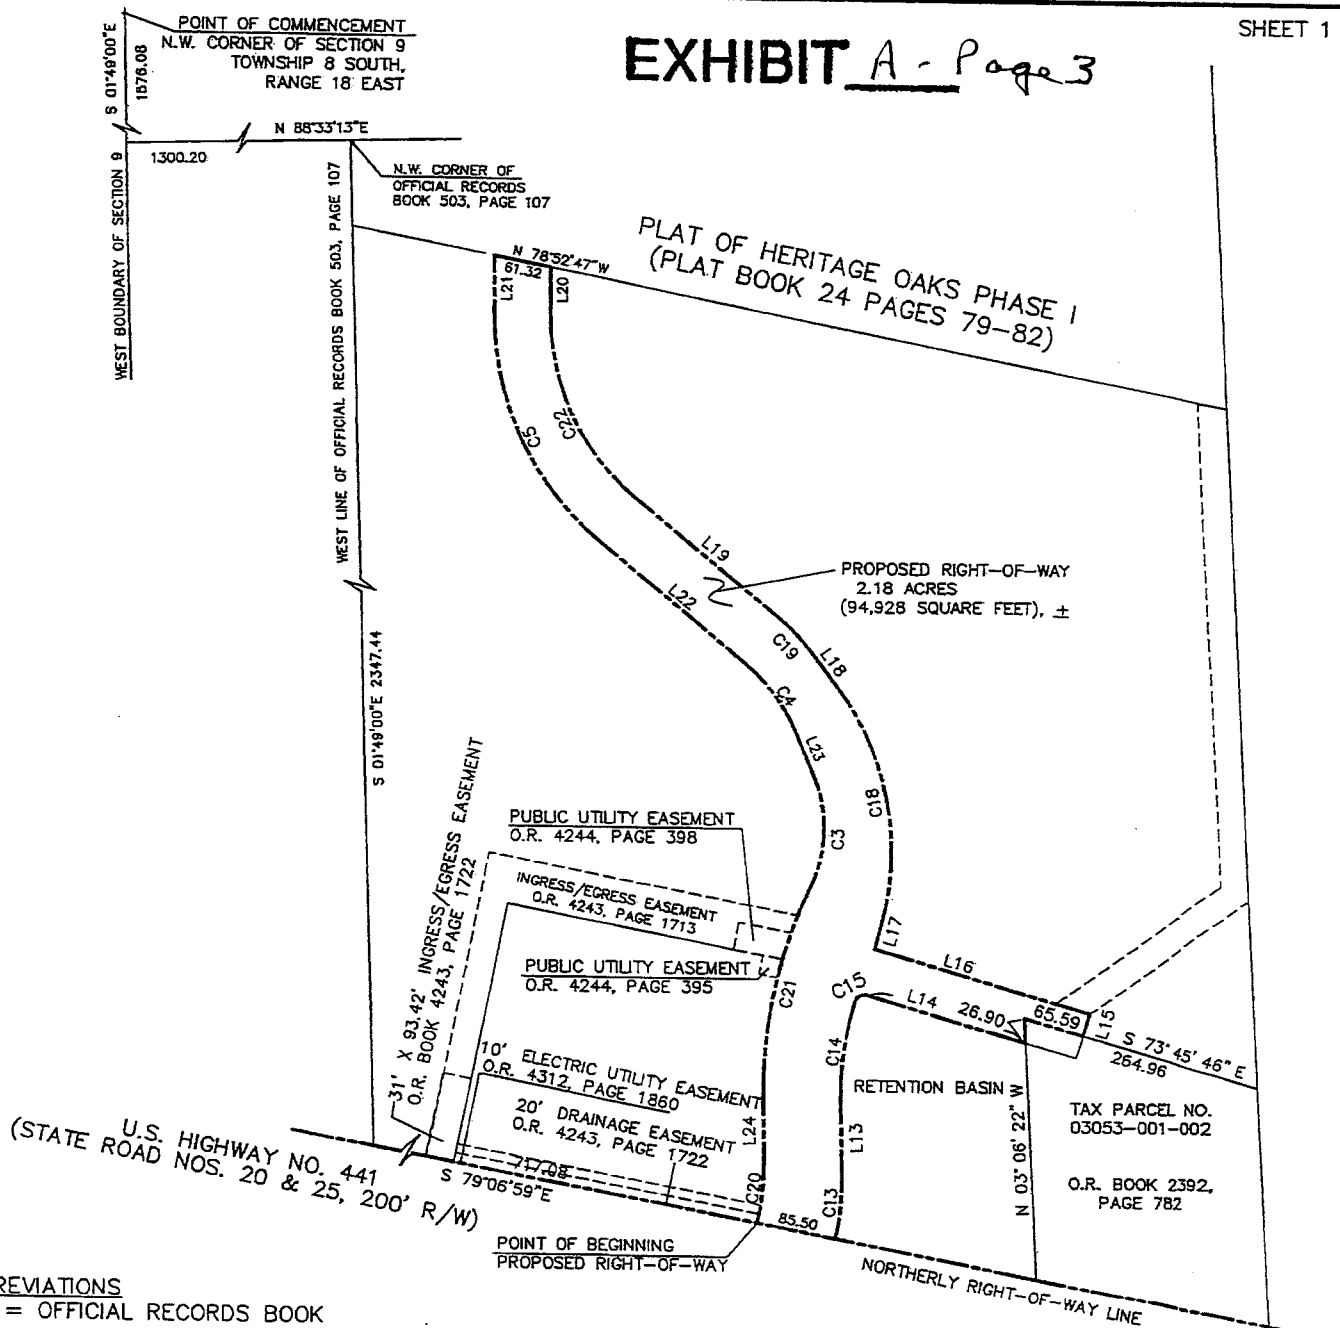 SHEET 1
EXHIBIT A - Page 3
POINT OF COMMENCEMENT
N.W. CORNER OF SECTION 9
TOWNSHIP 8 SOUTH,
RANGE 18 EAST
S 01°49'00"E
1576.08
N 88°33'13"E
1300.20
WEST BOUNDARY OF SECTION 9
N.W. CORNER OF
OFFICIAL RECORDS
BOOK 503, PAGE 107
WEST LINE OF OFFICIAL RECORDS BOOK 503, PAGE 107
S 01°49'00"E 2347.44
PLAT OF HERITAGE OAKS PHASE I
(PLAT BOOK 24 PAGES 79-82)
N 78°52'47"W
61.32
L21
L20
C5
C22
L19
L22
PROPOSED RIGHT-OF-WAY
2.18 ACRES
(94,928 SQUARE FEET), ±
C19
L18
C4
L23
C18
C3
PUBLIC UTILITY EASEMENT
O.R. 4244, PAGE 398
31' X 93.42' INGRESS/EGRESS EASEMENT
O.R. BOOK 4243, PAGE 1722
INGRESS/EGRESS EASEMENT
O.R. 4243, PAGE 1713
PUBLIC UTILITY EASEMENT
O.R. 4244, PAGE 395
L17
L16
C21
C15
L14
26.90
65.59
L15
S 73°45'46" E
264.96
C14
10' ELECTRIC UTILITY EASEMENT
O.R. 4312, PAGE 1860
20' DRAINAGE EASEMENT
O.R. 4243, PAGE 1722
RETENTION BASIN
N 03°06'22" W
TAX PARCEL NO.
03053-001-002
O.R. BOOK 2392,
PAGE 782
L24
L13
C20
C13
U.S. HIGHWAY NO. 441
(STATE ROAD NOS. 20 & 25, 200' R/W)
717.08
S 79°06'59"E
85.50
POINT OF BEGINNING
PROPOSED RIGHT-OF-WAY
NORTHERLY RIGHT-OF-WAY LINE
REVIATIONS
= OFFICIAL RECORDS BOOK